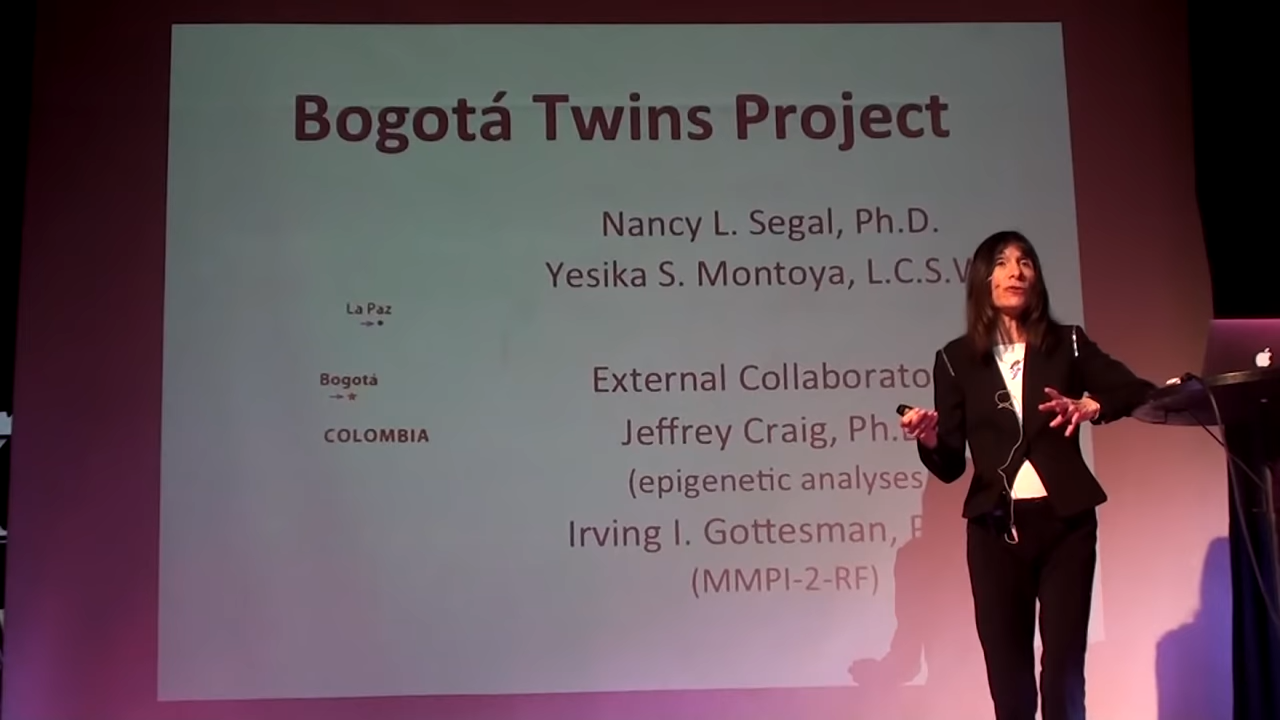 Bogotá Twins Project
Nancy L. Segal, Ph.D.
Yesika S. Montoya, L.C.S.
La Paz
Bogotá
COLOMBIA
External Collaborato
Jeffrey Craig, Ph.
(epigenetic analyses
Irving I. Gottesman,
(MMPI-2-RF)